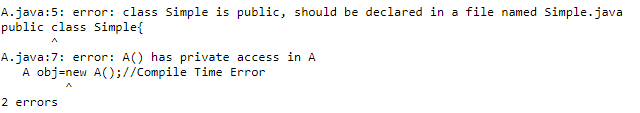 A.java:5: error: class Simple is public, should be declared in a file named Simple.java
public class Simple{
       ^
A.java:7: error: A() has private access in A
   A obj=new A();//Compile Time Error
         ^
2 errors